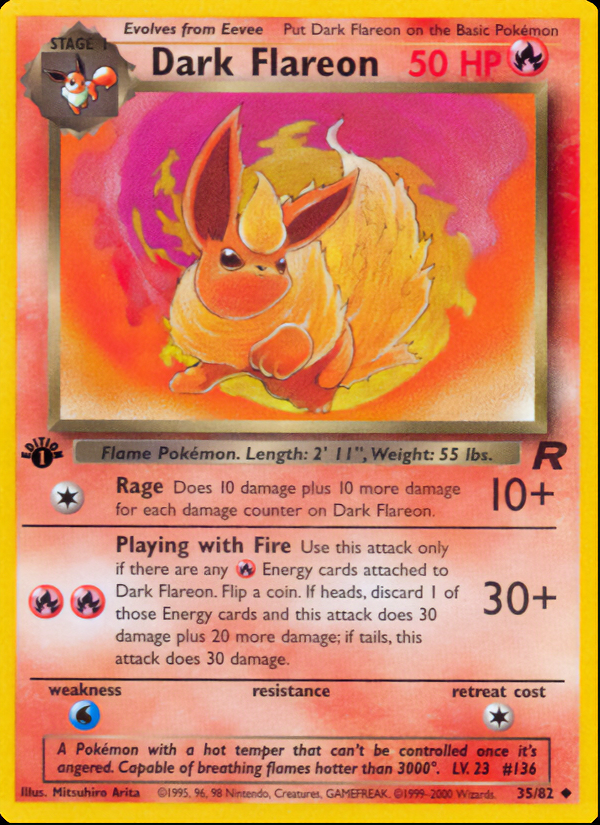 Evolves from Eevee Put Dark Flareon on the Basic Pokémon
STAGE 1
Dark Flareon 50 HP
EDITION
1
Flame Pokémon. Length: 2' 11", Weight: 55 lbs.
R
Rage Does 10 damage plus 10 more damage
for each damage counter on Dark Flareon.
10+
Playing with Fire Use this attack only
if there are any Energy cards attached to
Dark Flareon. Flip a coin. If heads, discard 1 of
those Energy cards and this attack does 30
damage plus 20 more damage; if tails, this
attack does 30 damage.
30+
weakness resistance retreat cost
A Pokémon with a hot temper that can't be controlled once it's
angered. Capable of breathing flames hotter than 3000°. LV. 23 #136
Illus. Mitsuhiro Arita ©1995, 96, 98 Nintendo, Creatures, GAMEFREAK. ©1999-2000 Wizards. 35/82